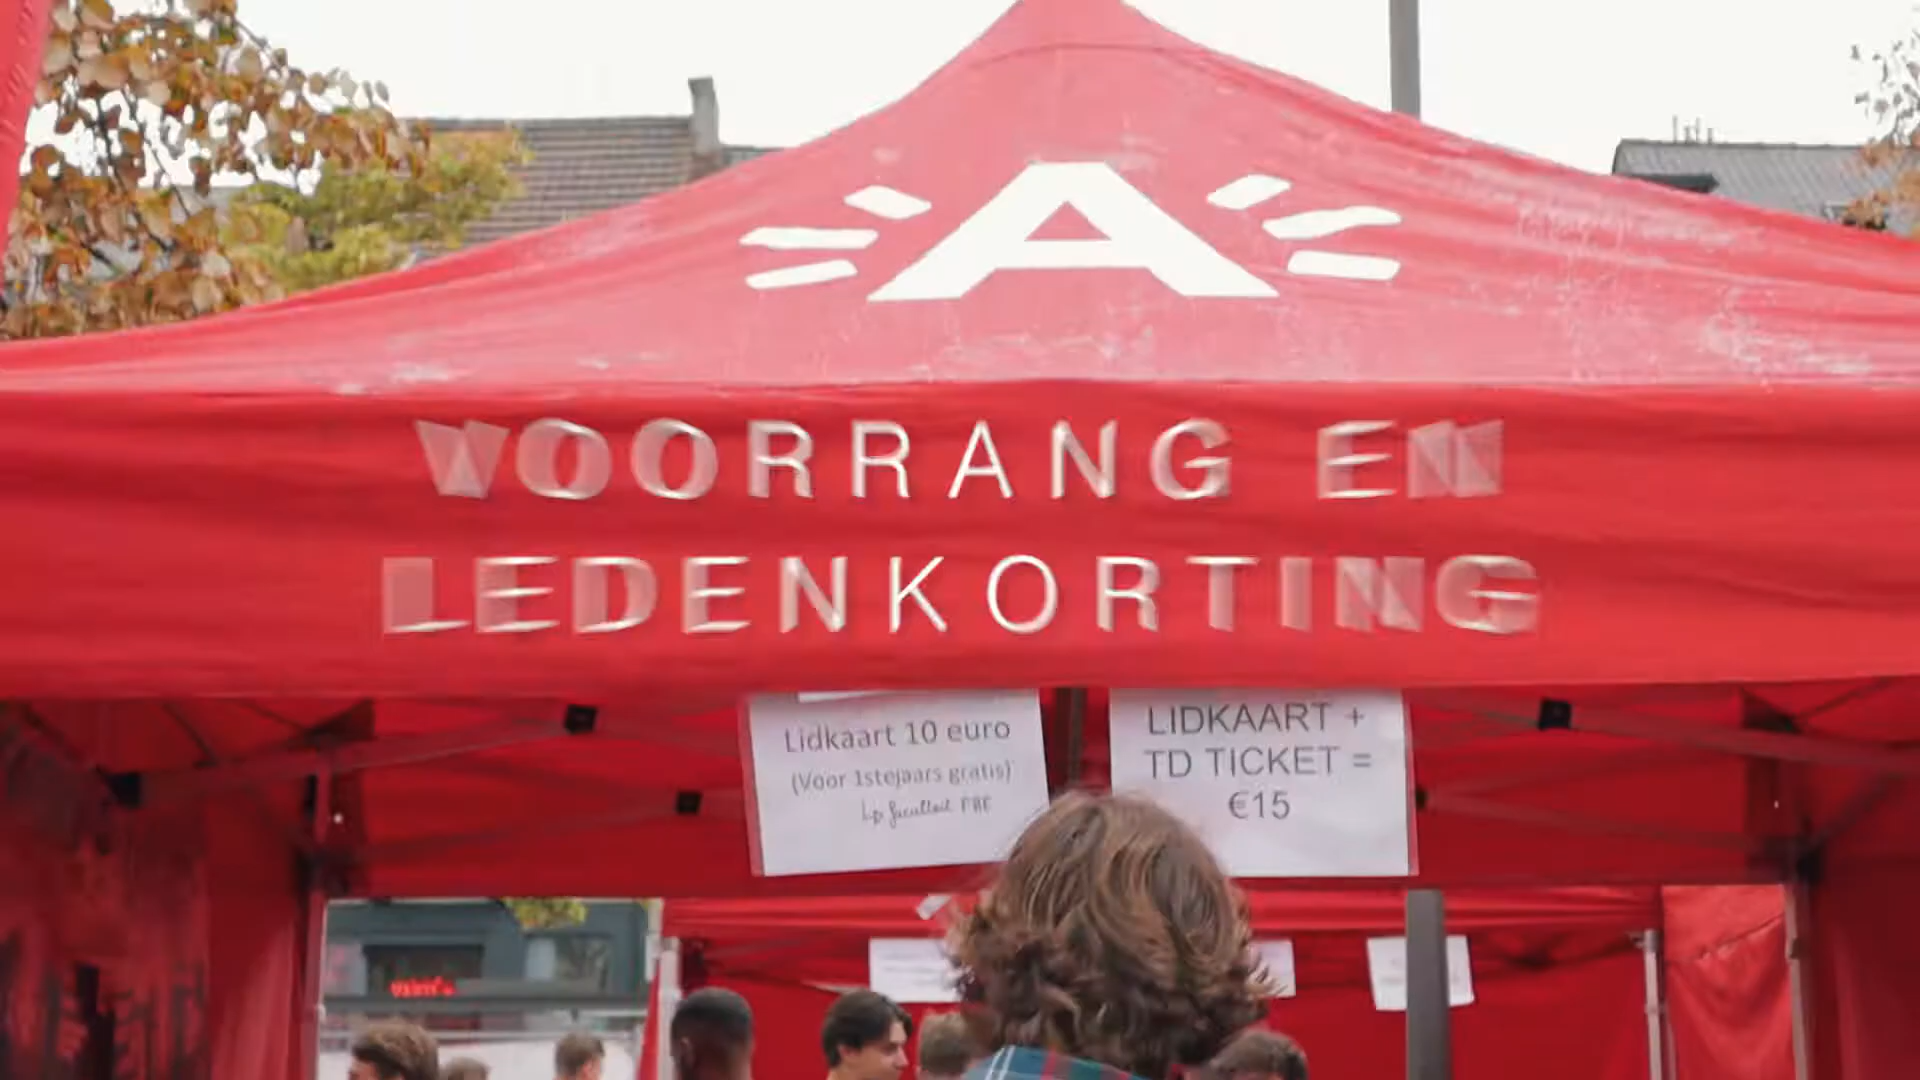 A
VOORRANG EN
LEDENKORTING
Lidkaart 10 euro
(Voor 1stejaars gratis)
LIDKAART +
TD TICKET =
€15